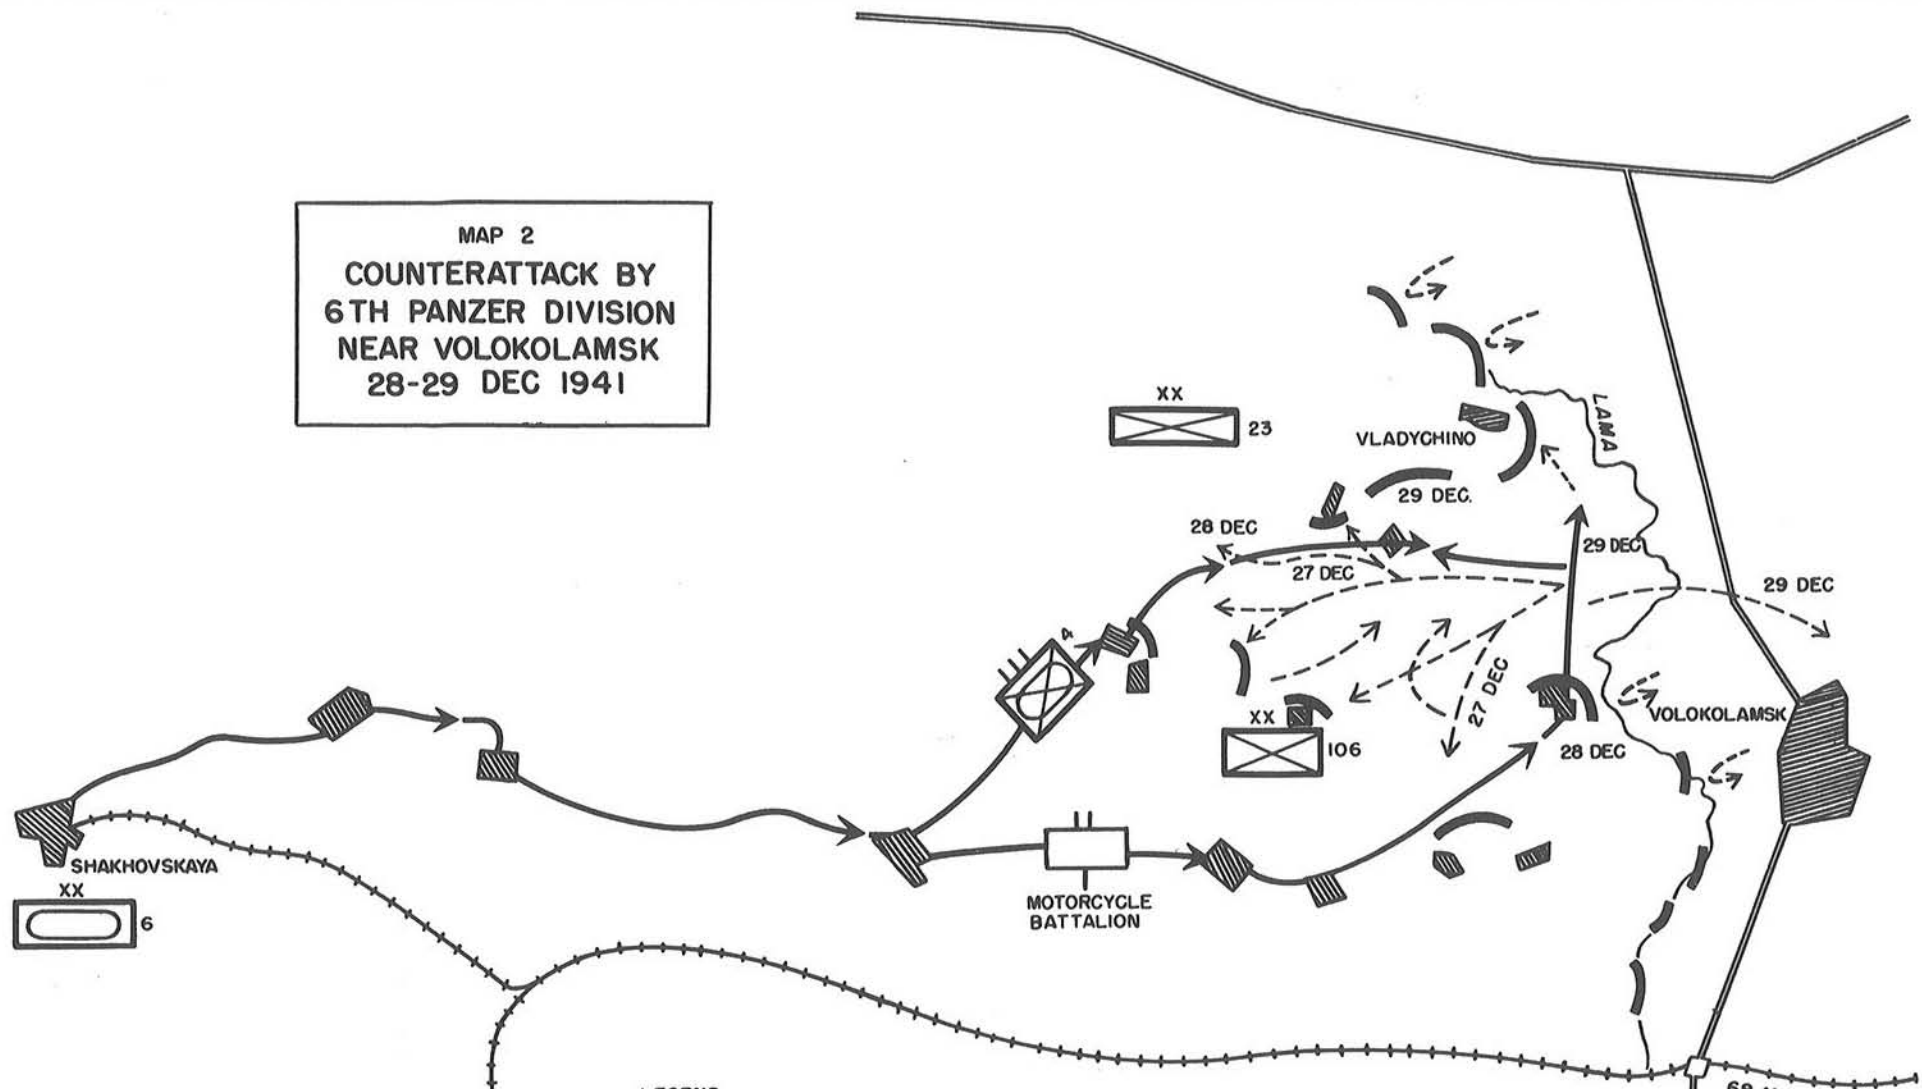 MAP 2
COUNTERATTACK BY
6TH PANZER DIVISION
NEAR VOLOKOLAMSK
28-29 DEC 1941
XX
23
VLADYCHINO
LAMA
29 DEC.
28 DEC
27 DEC
29 DEC
29 DEC
4
27 DEC
XX
106
28 DEC
VOLOKOLAMSK
SHAKHOVSKAYA
XX
6
MOTORCYCLE
BATTALION